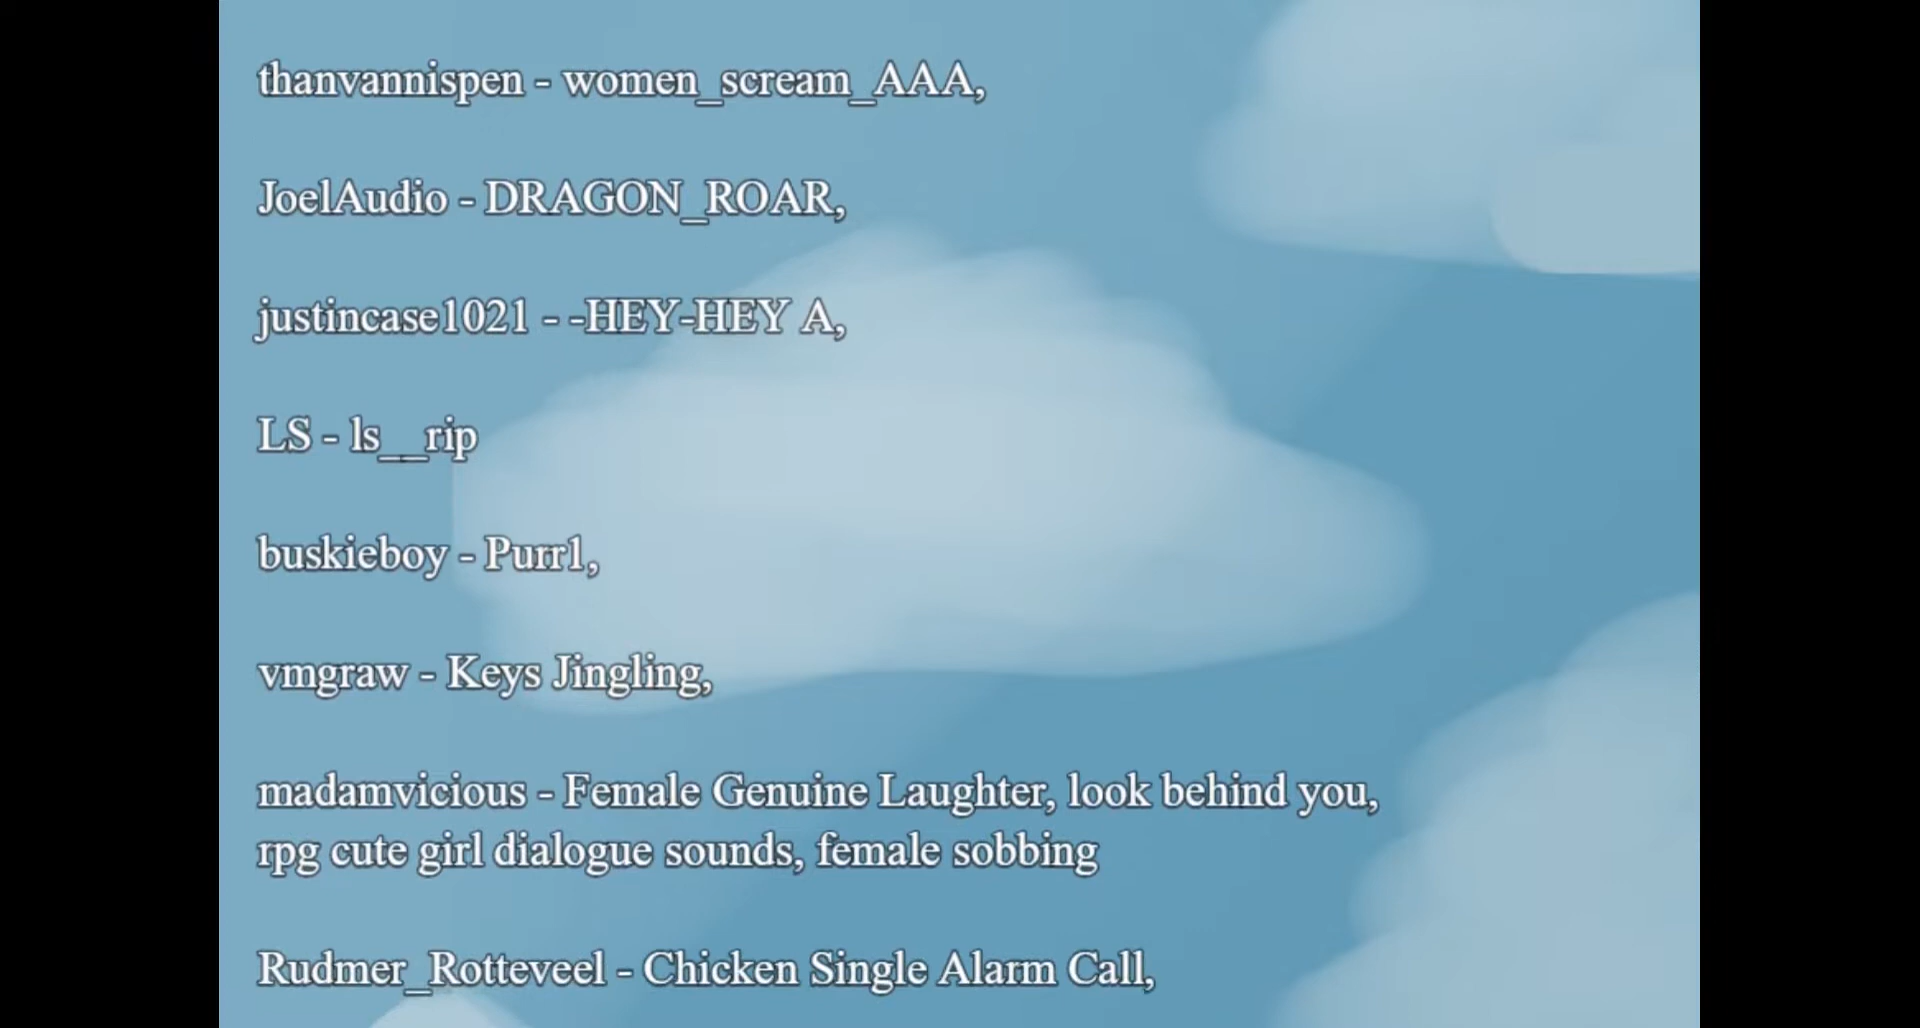 thanvannispen - women_scream_AAA,
JoelAudio - DRAGON_ROAR,
justincase1021 - -HEY-HEY A,
LS - ls__rip
buskieboy - Purr1,
vmgraw - Keys Jingling,
madamvicious - Female Genuine Laughter, look behind you,
rpg cute girl dialogue sounds, female sobbing
Rudmer_Rotteveel - Chicken Single Alarm Call,